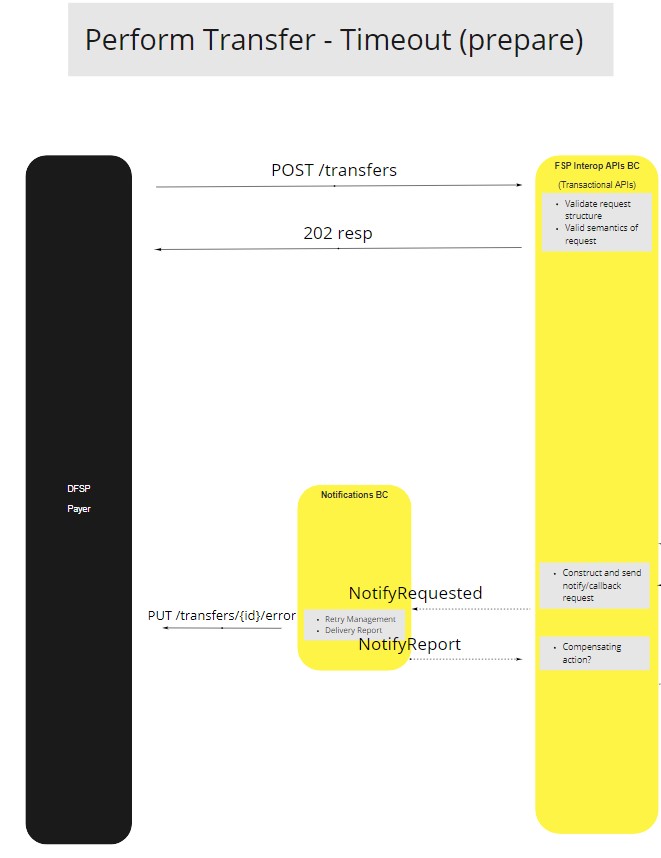 Perform Transfer - Timeout (prepare)
POST /transfers
FSP Interop APIs BC
(Transactional APIs)
• Validate request
structure
• Valid semantics of
request
202 resp
DFSP
Payer
Notifications BC
• Construct and send
notify/callback
request
NotifyRequested
PUT /transfers/{id}/error
• Retry Management
• Delivery Report
NotifyReport
• Compensating
action?